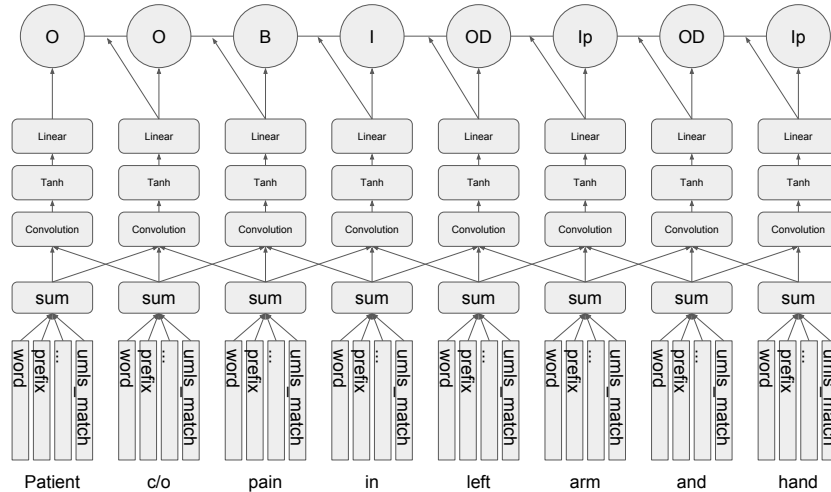 O O B I OD Ip OD Ip
Linear Linear Linear Linear Linear Linear Linear Linear
Tanh Tanh Tanh Tanh Tanh Tanh Tanh Tanh
Convolution Convolution Convolution Convolution Convolution Convolution Convolution Convolution
sum sum sum sum sum sum sum sum
word prefix ... umls_match word prefix ... umls_match word prefix ... umls_match word prefix ... umls_match word prefix ... umls_match word prefix ... umls_match word prefix ... umls_match word prefix ... umls_match
Patient c/o pain in left arm and hand